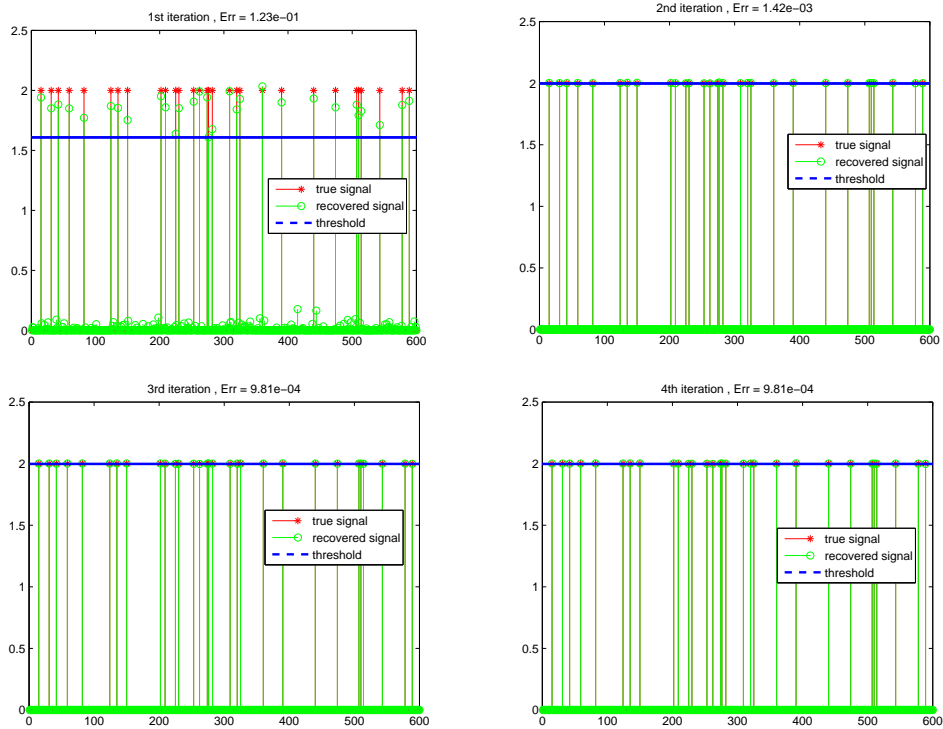 1st iteration , Err = 1.23e−01
2.5
2
1.5
1
0.5
0
0 100 200 300 400 500 600
true signal
recovered signal
threshold
2nd iteration , Err = 1.42e−03
2.5
2
1.5
1
0.5
0
0 100 200 300 400 500 600
true signal
recovered signal
threshold
3rd iteration , Err = 9.81e−04
2.5
2
1.5
1
0.5
0
0 100 200 300 400 500 600
true signal
recovered signal
threshold
4th iteration , Err = 9.81e−04
2.5
2
1.5
1
0.5
0
0 100 200 300 400 500 600
true signal
recovered signal
threshold